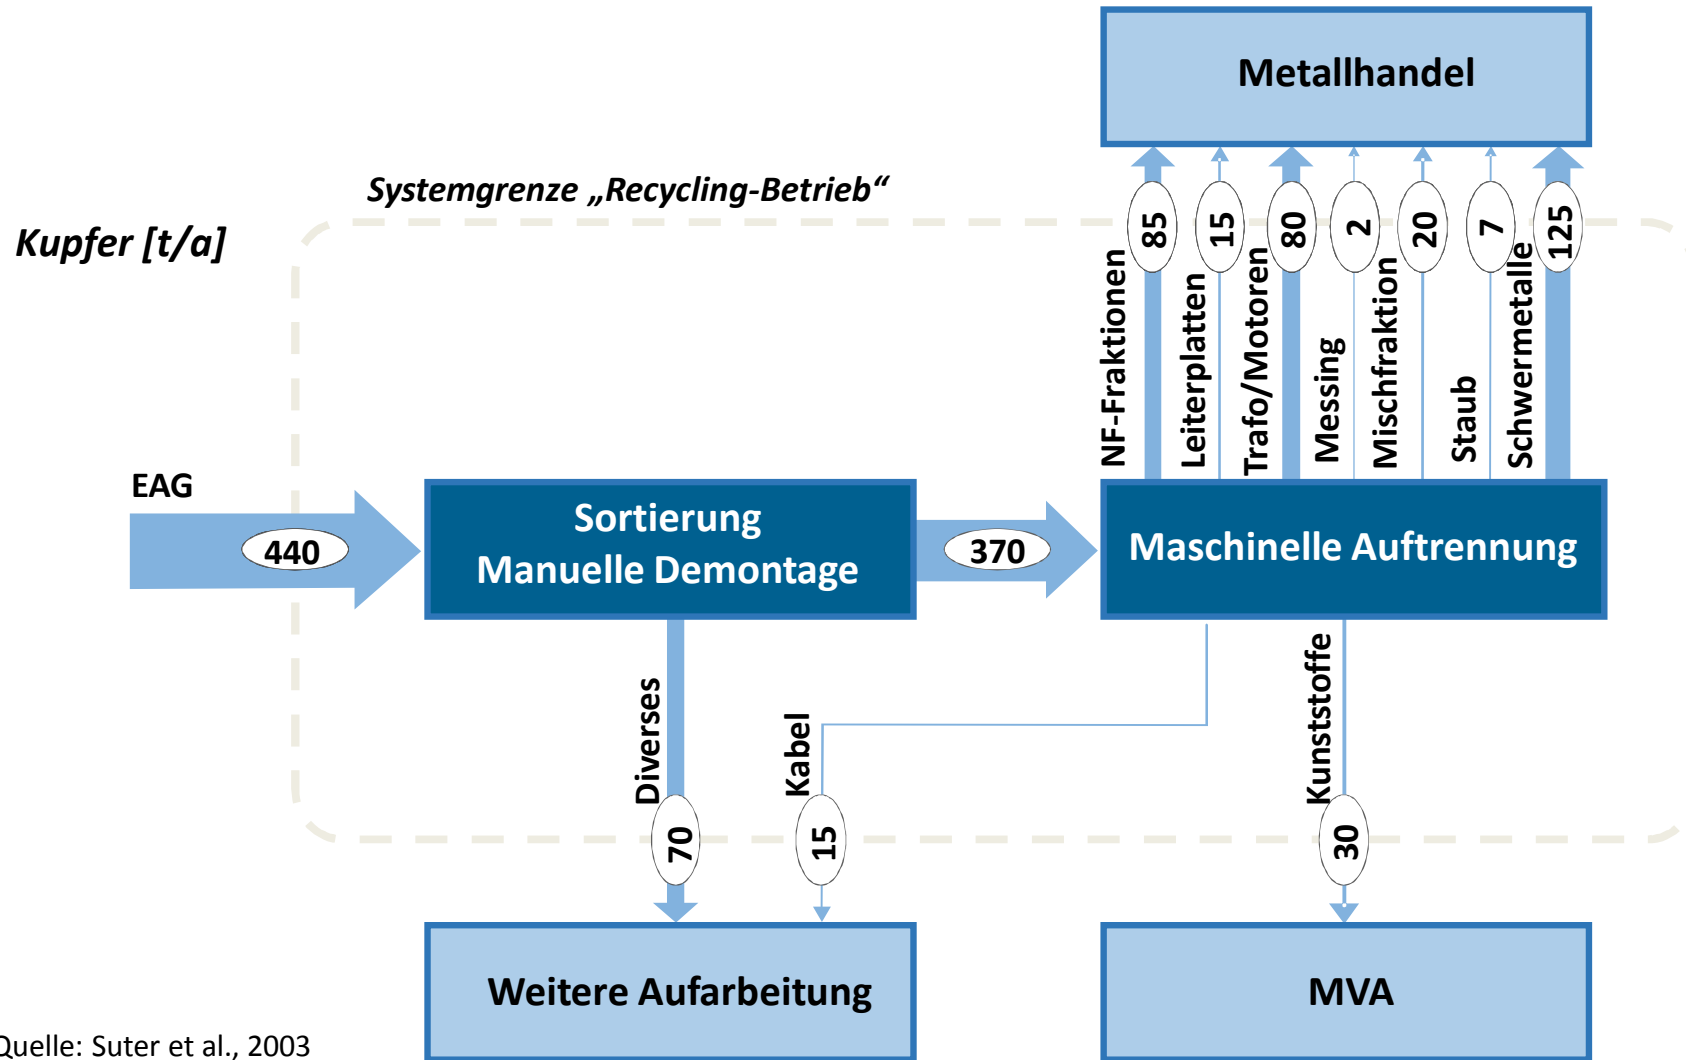 Metallhandel
Systemgrenze „Recycling-Betrieb“
Kupfer [t/a]
85
15
80
2
20
7
125
NF-Fraktionen
Leiterplatten
Trafo/Motoren
Messing
Mischfraktion
Staub
Schwermetalle
EAG
440
Sortierung
Manuelle Demontage
370
Maschinelle Auftrennung
Diverses
Kabel
Kunststoffe
70
15
30
Weitere Aufarbeitung
MVA
Quelle: Suter et al., 2003